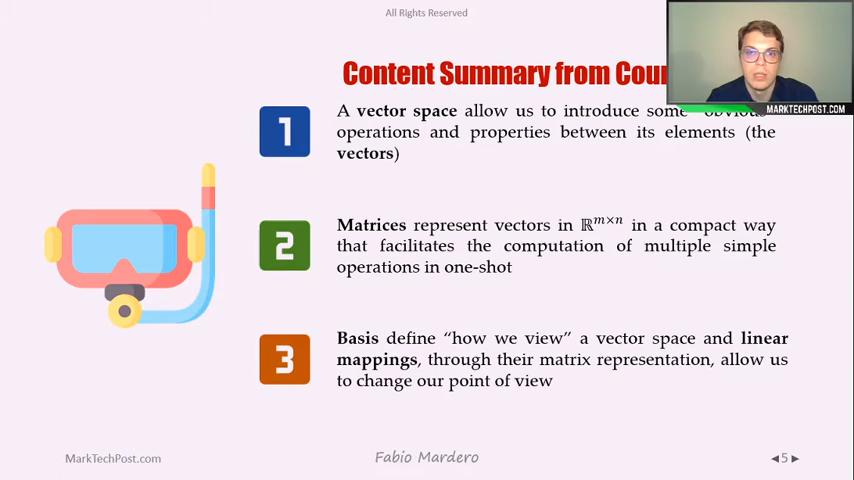 All Rights Reserved
Content Summary from
MARKTECHPOST.COM
1
A vector space allow us to introduce some
operations and properties between its elements (the
vectors)
2
Matrices represent vectors in ℝ^{m×n} in a compact way
that facilitates the computation of multiple simple
operations in one-shot
3
Basis define “how we view” a vector space and linear
mappings, through their matrix representation, allow us
to change our point of view
MarkTechPost.com
Fabio Mardero
◀5▶